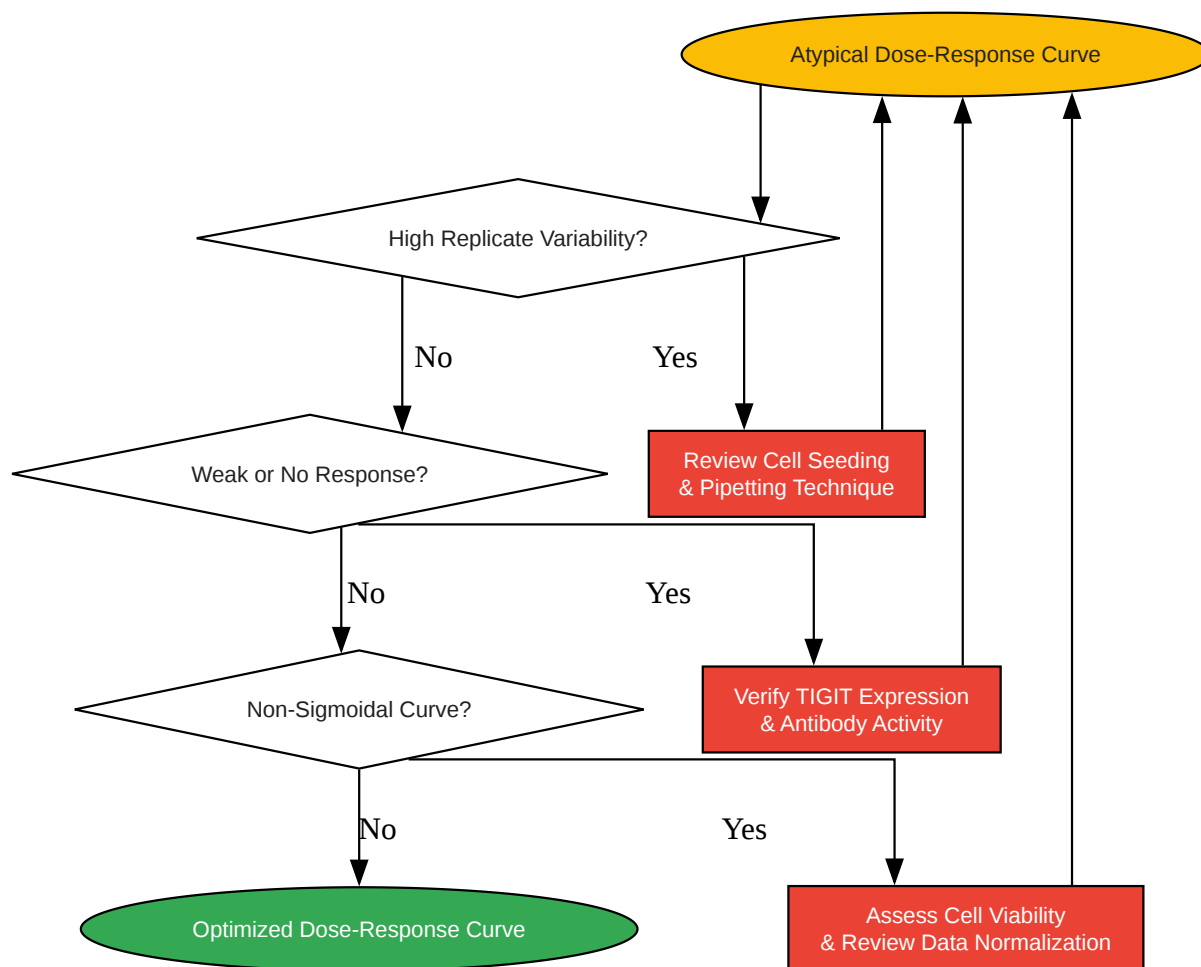 Atypical Dose-Response Curve
High Replicate Variability?
No
Yes
Weak or No Response?
Review Cell Seeding
& Pipetting Technique
No
Yes
Non-Sigmoidal Curve?
Verify TIGIT Expression
& Antibody Activity
No
Yes
Optimized Dose-Response Curve
Assess Cell Viability
& Review Data Normalization